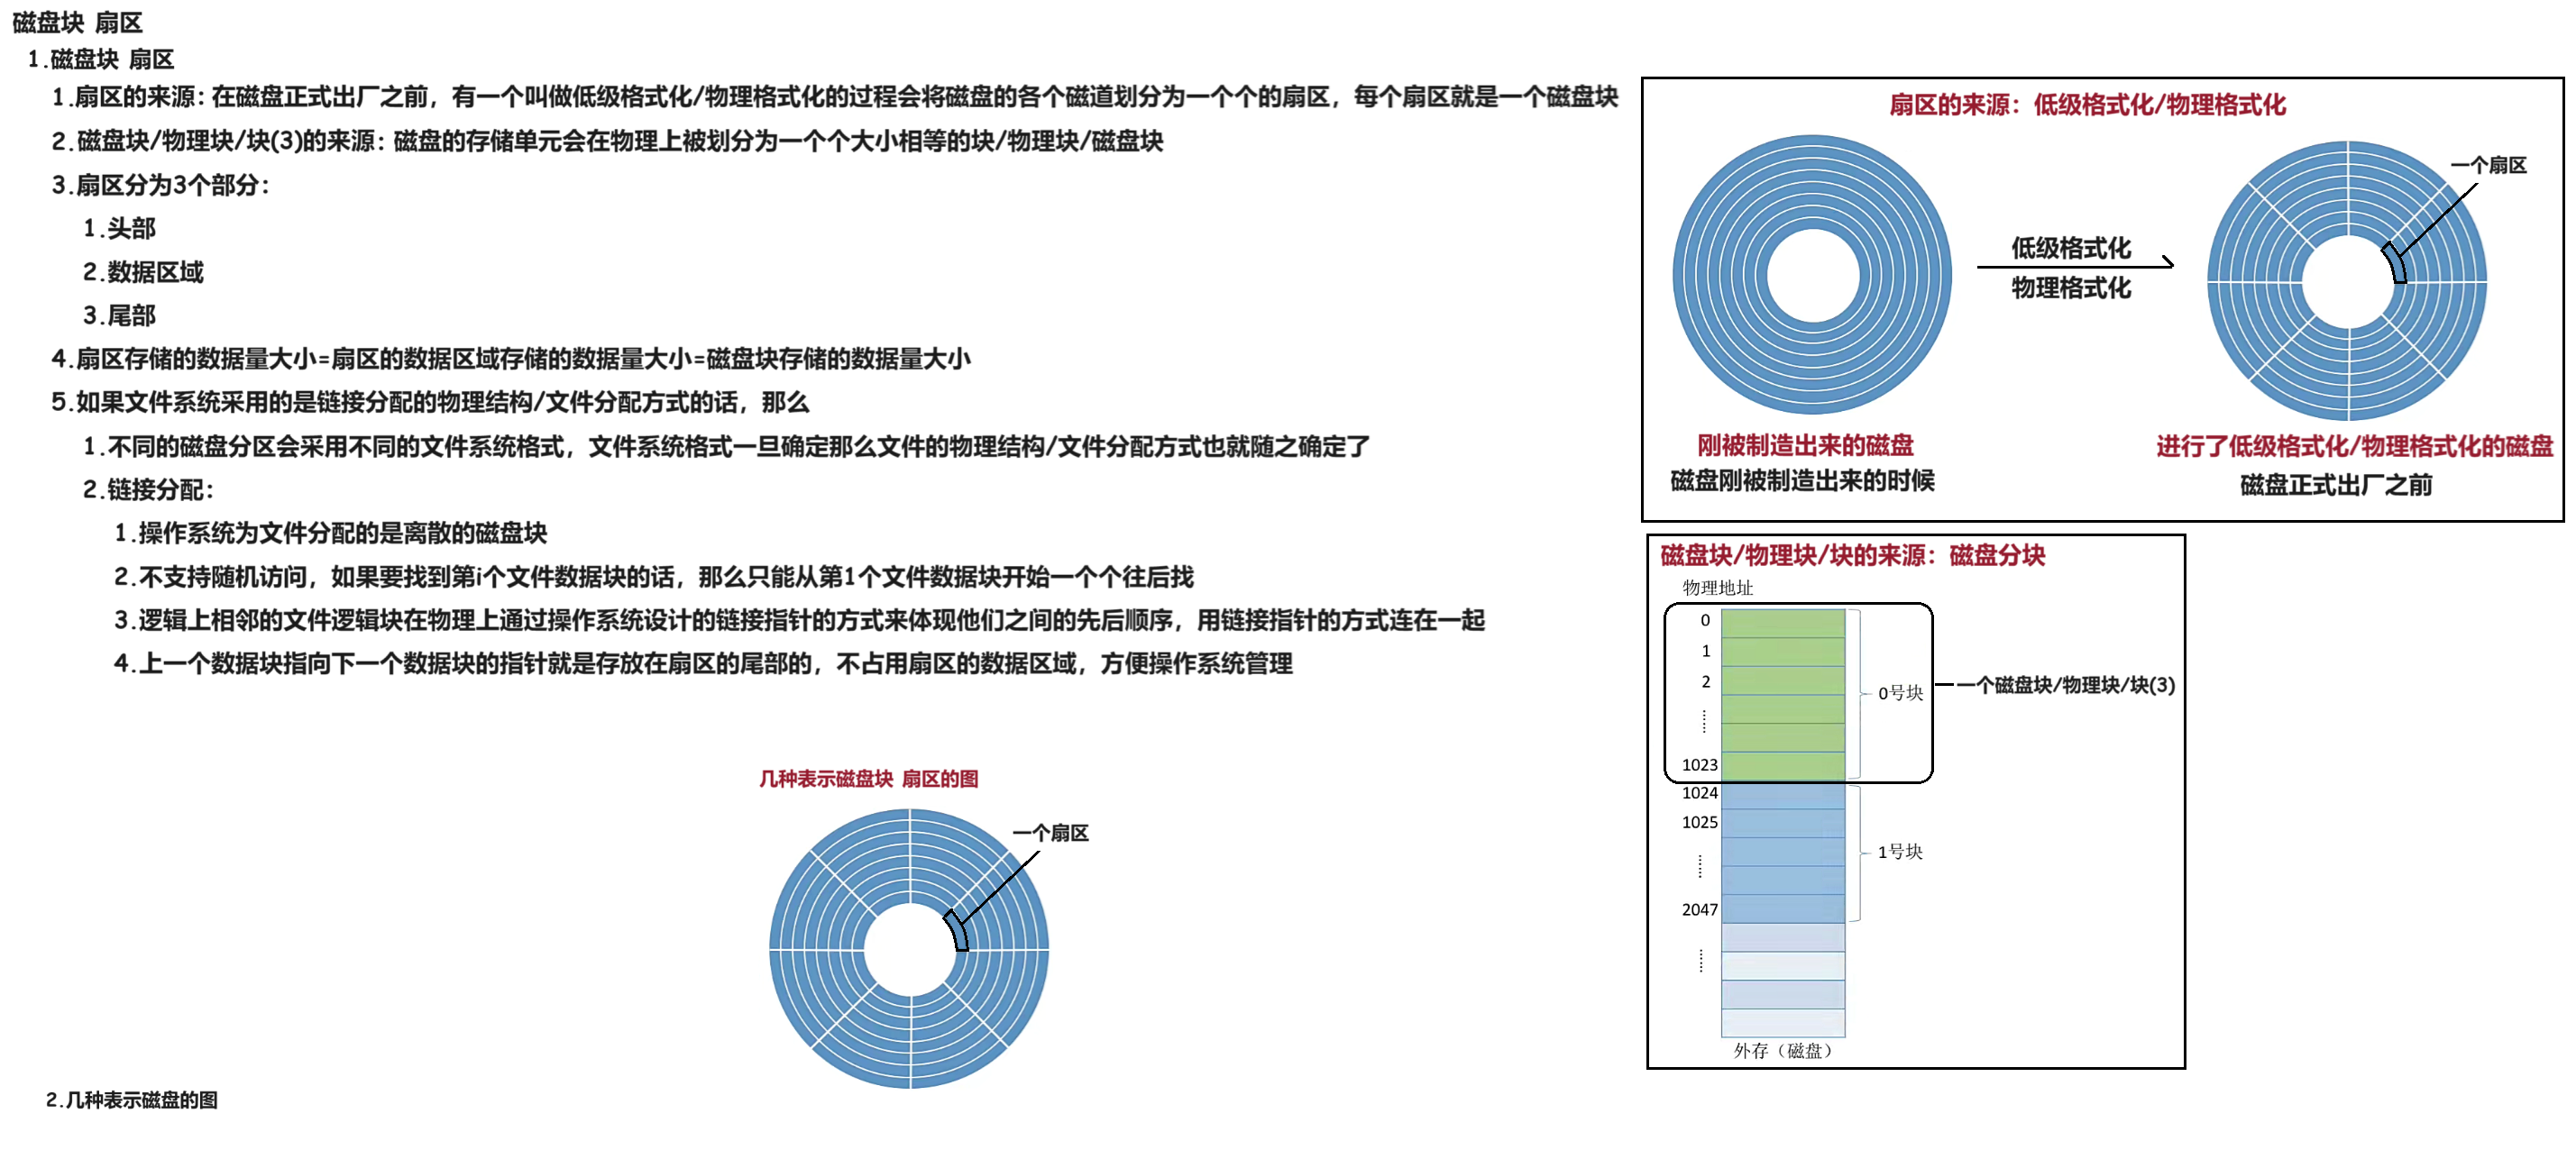 磁盘块 扇区
1.磁盘块 扇区
1.扇区的来源：在磁盘正式出厂之前，有一个叫做低级格式化/物理格式化的过程会将磁盘的各个磁道划分为一个个的扇区，每个扇区就是一个磁盘块
2.磁盘块/物理块/块(3)的来源：磁盘的存储单元会在物理上被划分为一个个大小相等的块/物理块/磁盘块
3.扇区分为3个部分：
1.头部
2.数据区域
3.尾部
4.扇区存储的数据量大小=扇区的数据区域存储的数据量大小=磁盘块存储的数据量大小
5.如果文件系统采用的是链接分配的物理结构/文件分配方式的话，那么
1.不同的磁盘分区会采用不同的文件系统格式，文件系统格式一旦确定那么文件的物理结构/文件分配方式也就随之确定了
2.链接分配：
1.操作系统为文件分配的是离散的磁盘块
2.不支持随机访问，如果要找到第i个文件数据块的话，那么只能从第1个文件数据块开始一个个往后找
3.逻辑上相邻的文件逻辑块在物理上通过操作系统设计的链接指针的方式来体现他们之间的先后顺序，用链接指针的方式连在一起
4.上一个数据块指向下一个数据块的指针就是存放在扇区的尾部的，不占用扇区的数据区域，方便操作系统管理
几种表示磁盘块 扇区的图
一个扇区
2.几种表示磁盘的图
扇区的来源：低级格式化/物理格式化
一个扇区
低级格式化
物理格式化
刚被制造出来的磁盘
磁盘刚被制造出来的时候
进行了低级格式化/物理格式化的磁盘
磁盘正式出厂之前
磁盘块/物理块/块的来源：磁盘分块
物理地址
0
1
2
……
1023
0号块
一个磁盘块/物理块/块(3)
1024
1025
……
2047
1号块
……
外存（磁盘）